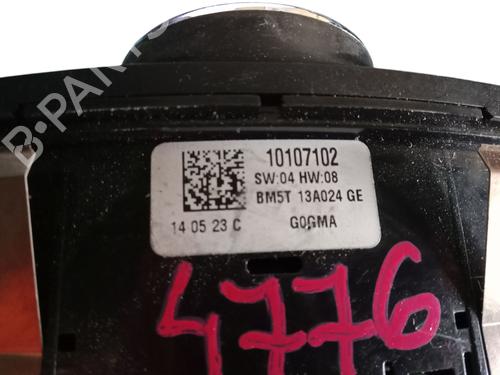 B-PARTS
10107102
SW:04 HW:08
BM5T 13A024 GE
14 05 23 C G0GMA
4776